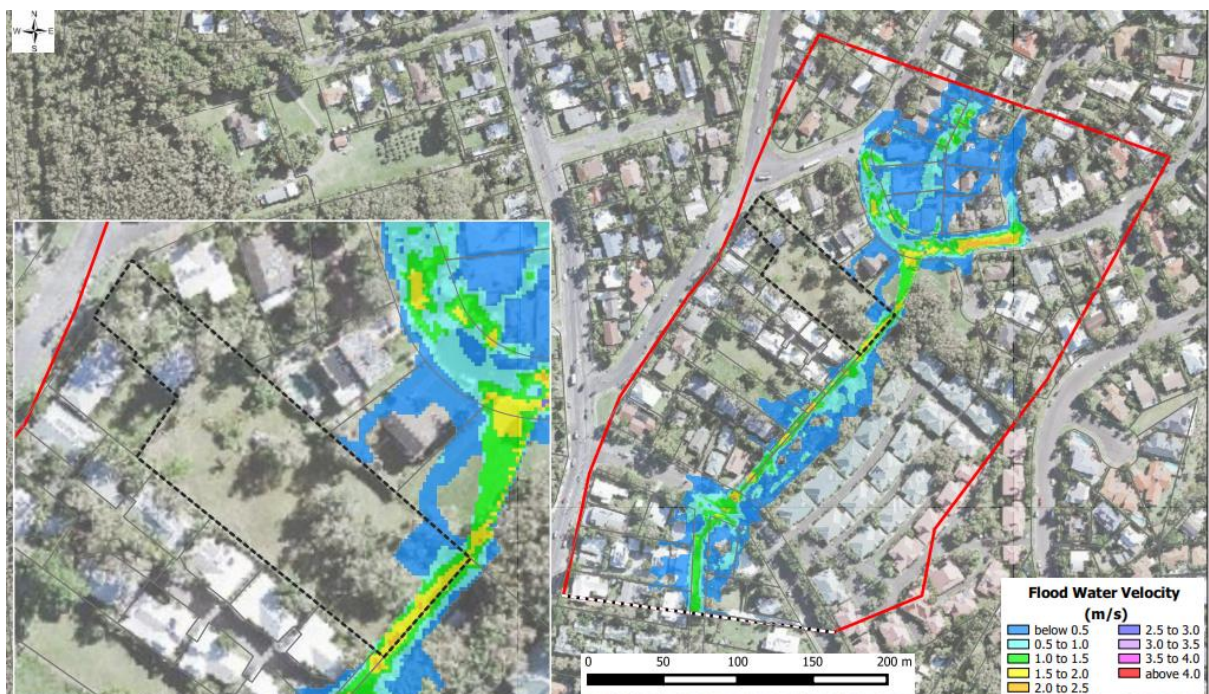 N
W E
S
Flood Water Velocity
(m/s)
below 0.5
0.5 to 1.0
1.0 to 1.5
1.5 to 2.0
2.0 to 2.5
2.5 to 3.0
3.0 to 3.5
3.5 to 4.0
above 4.0
0 50 100 150 200 m